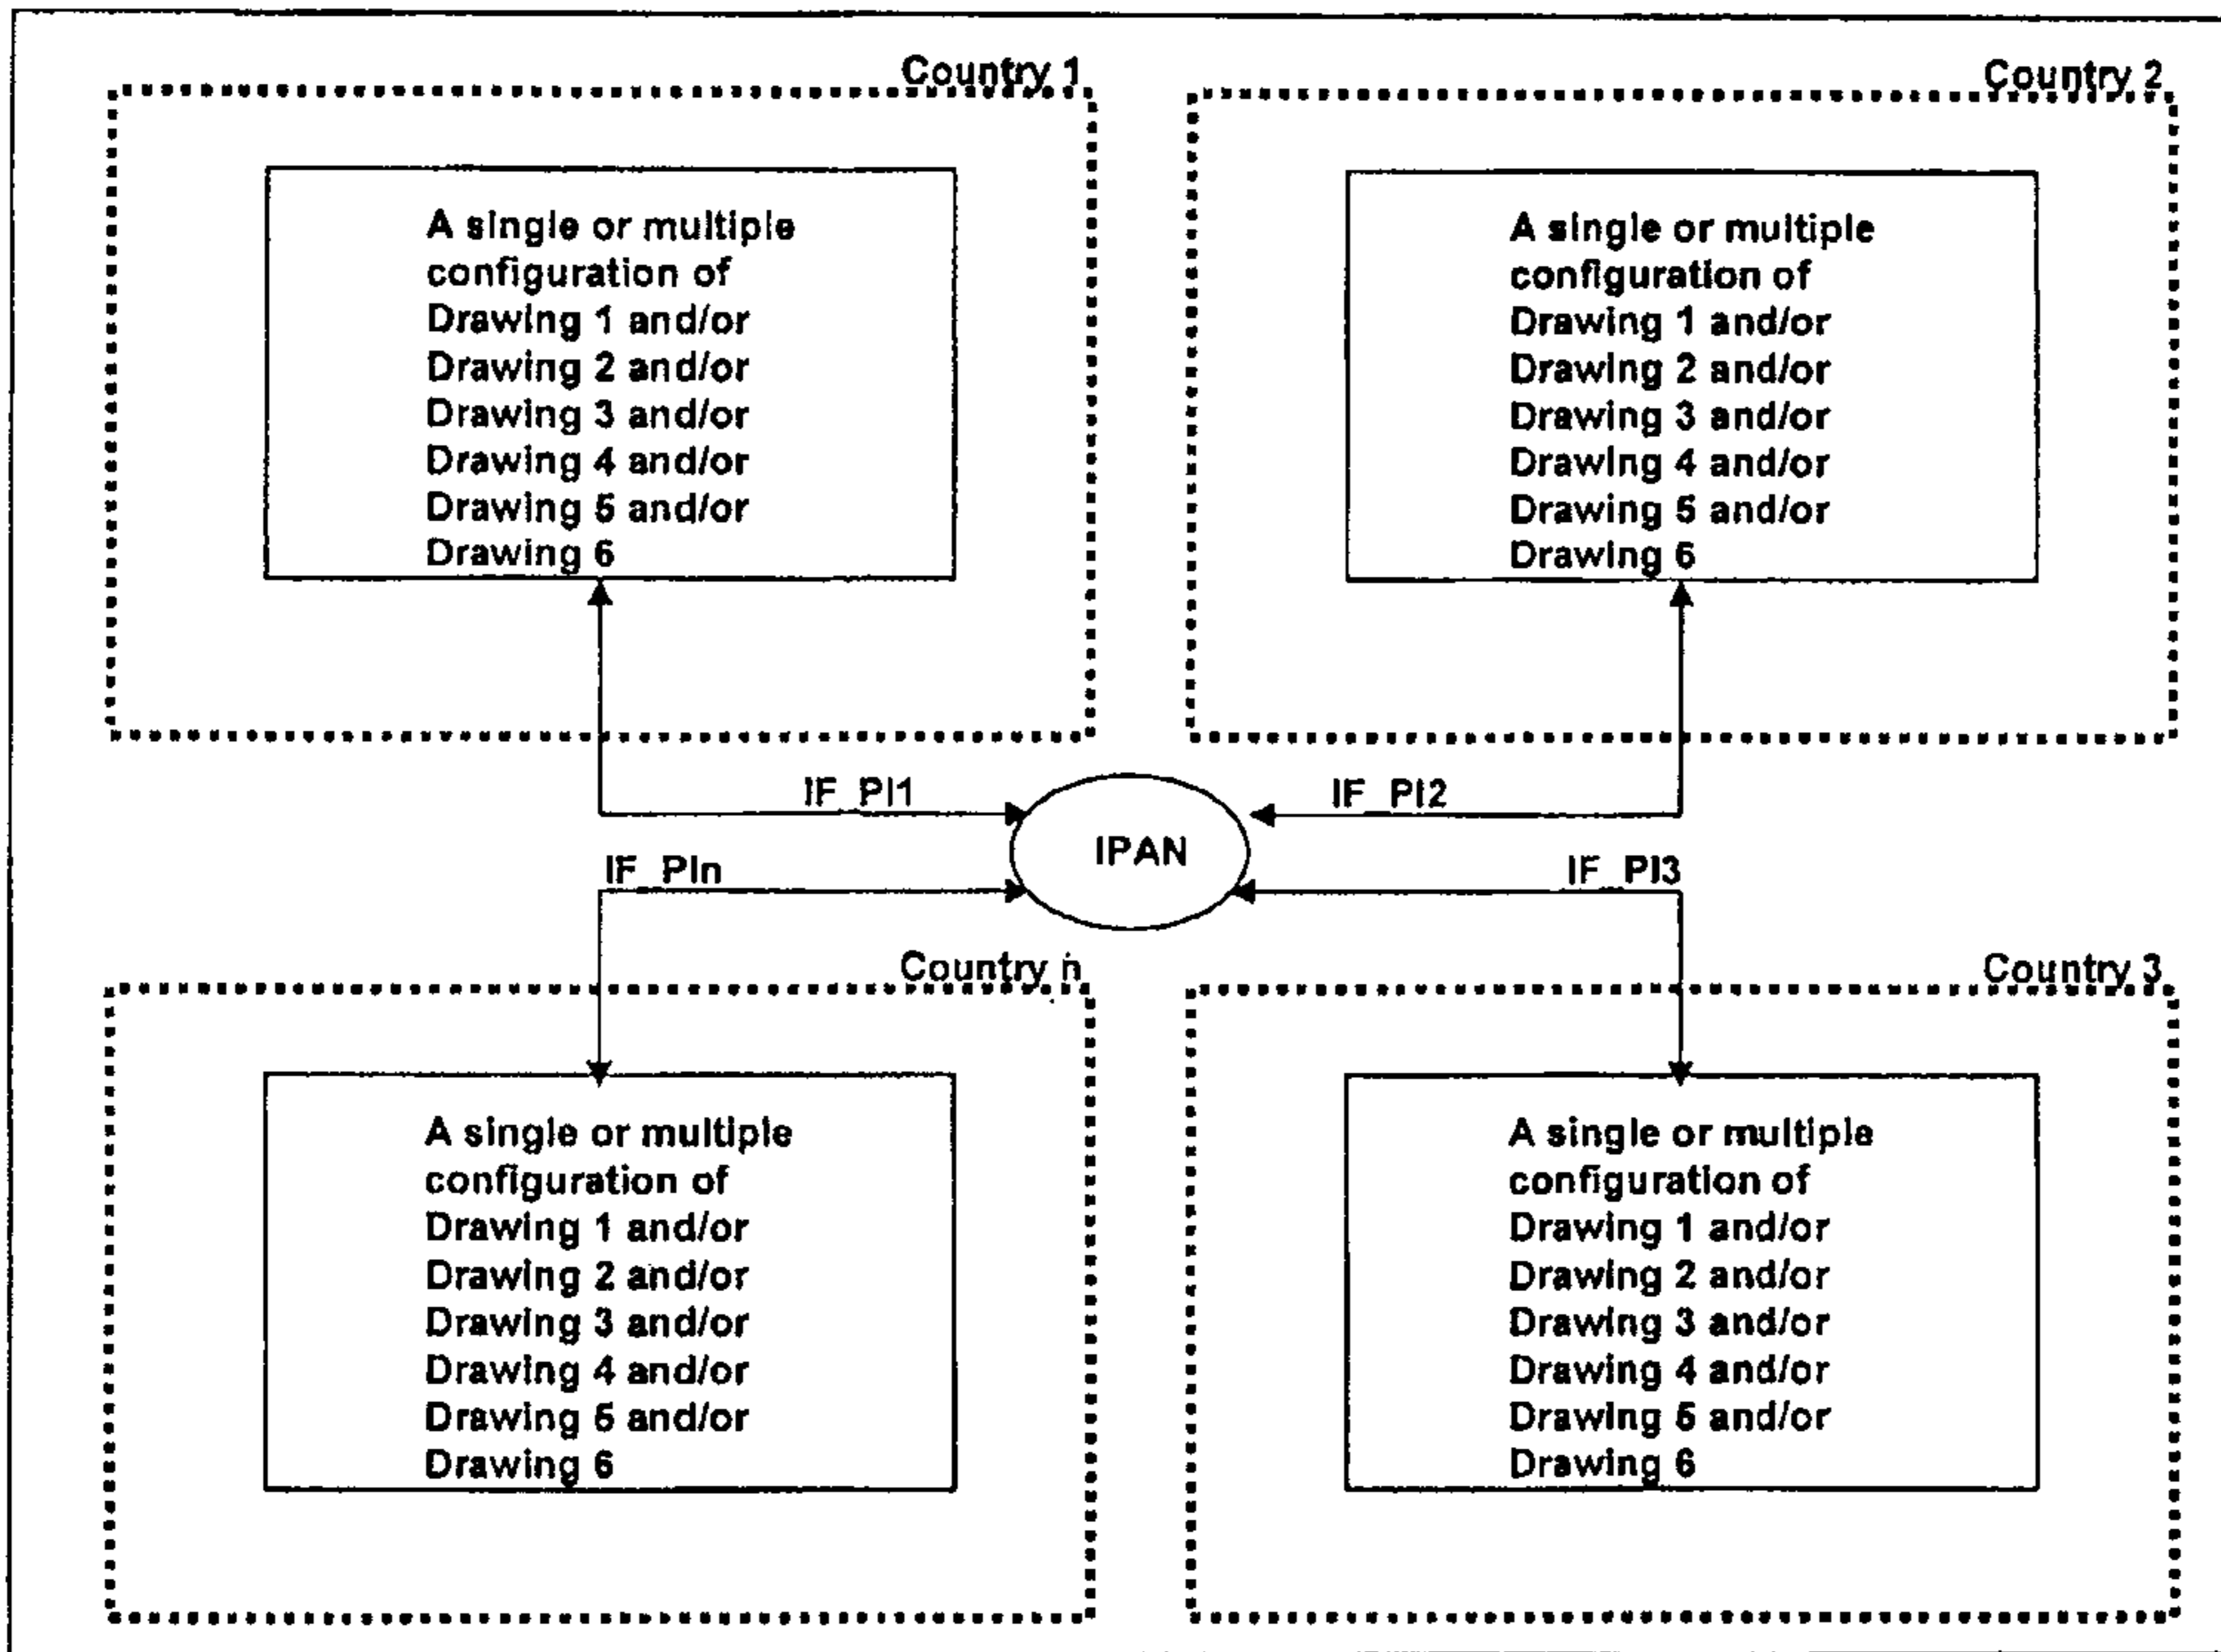 Country 1
A single or multiple
configuration of
Drawing 1 and/or
Drawing 2 and/or
Drawing 3 and/or
Drawing 4 and/or
Drawing 5 and/or
Drawing 6
Country 2
A single or multiple
configuration of
Drawing 1 and/or
Drawing 2 and/or
Drawing 3 and/or
Drawing 4 and/or
Drawing 5 and/or
Drawing 6
IF_PI1
IF_PI2
IPAN
IF_PIn
IF_PI3
Country n
A single or multiple
configuration of
Drawing 1 and/or
Drawing 2 and/or
Drawing 3 and/or
Drawing 4 and/or
Drawing 5 and/or
Drawing 6
Country 3
A single or multiple
configuration of
Drawing 1 and/or
Drawing 2 and/or
Drawing 3 and/or
Drawing 4 and/or
Drawing 5 and/or
Drawing 6